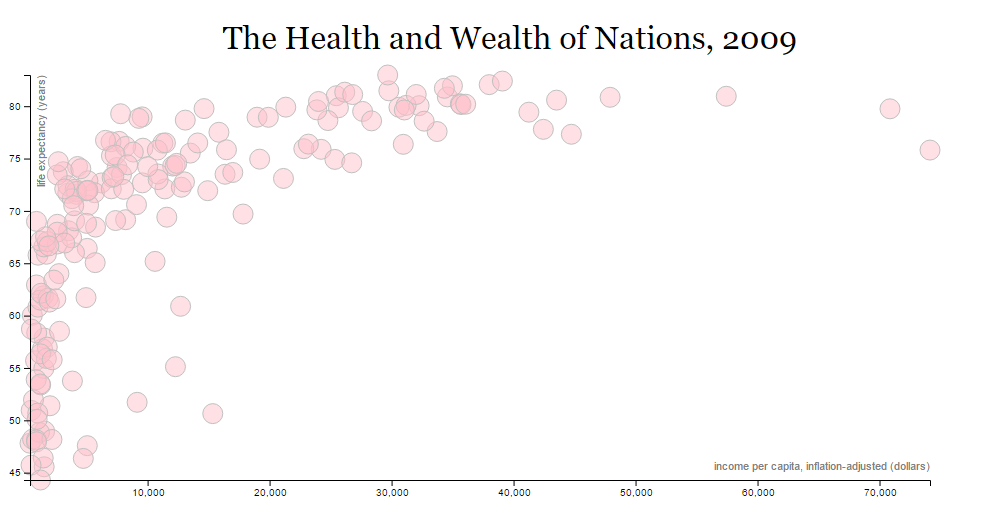 The Health and Wealth of Nations, 2009
life expectancy (years)
80
75
70
65
60
55
50
45
income per capita, inflation-adjusted (dollars)
10,000 20,000 30,000 40,000 50,000 60,000 70,000